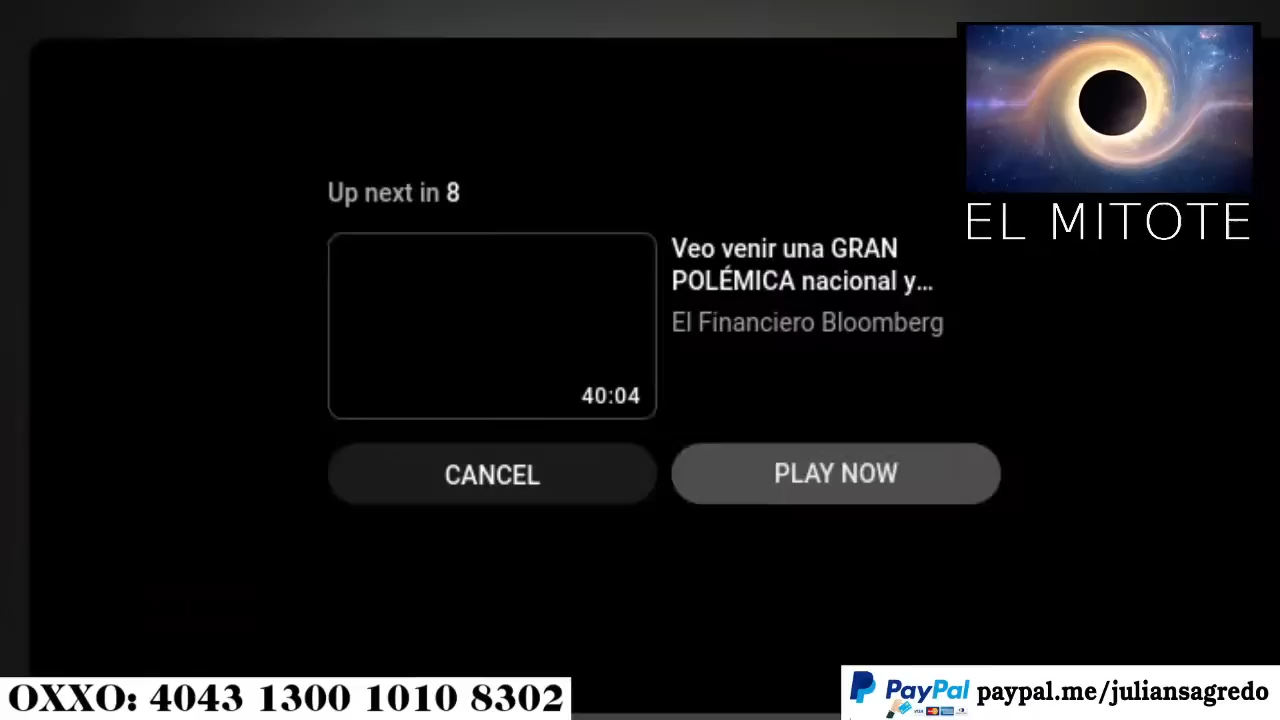 EL MITOTE
Up next in 8
Veo venir una GRAN
POLÉMICA nacional y...
El Financiero Bloomberg
40:04
CANCEL
PLAY NOW
OXXO: 4043 1300 1010 8302
PayPal paypal.me/juliansagredo